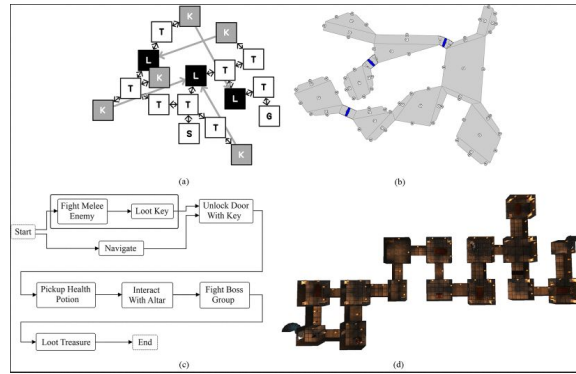 K
T
K
L
T
T
K
L
T
T
K
T
T
L
T
S
T
G
K
(a)
(b)
Fight Melee
Enemy
Loot Key
Unlock Door
With Key
Start
Navigate
Pickup Health
Potion
Interact
With Altar
Fight Boss
Group
Loot Treasure
End
(c)
(d)